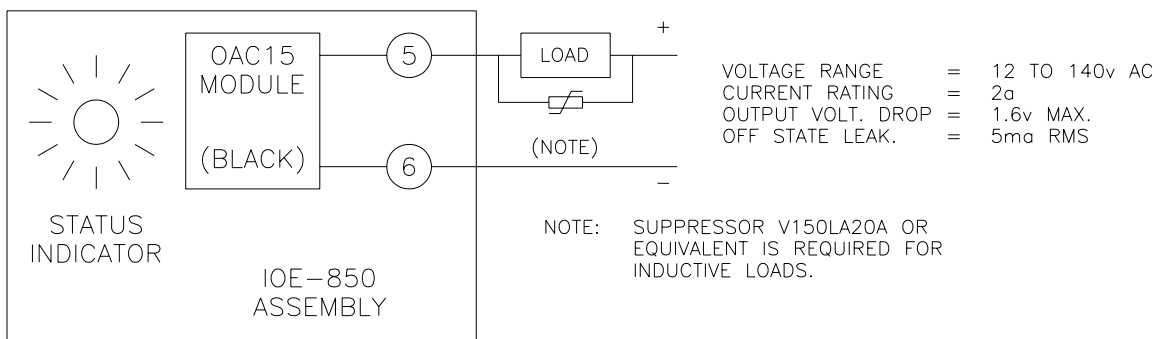 OAC15
MODULE
(BLACK)
5
6
LOAD
+
(NOTE)
–
STATUS
INDICATOR
IOE–850
ASSEMBLY
VOLTAGE RANGE = 12 TO 140v AC
CURRENT RATING = 2a
OUTPUT VOLT. DROP = 1.6v MAX.
OFF STATE LEAK. = 5ma RMS
NOTE: SUPPRESSOR V150LA20A OR
EQUIVALENT IS REQUIRED FOR
INDUCTIVE LOADS.